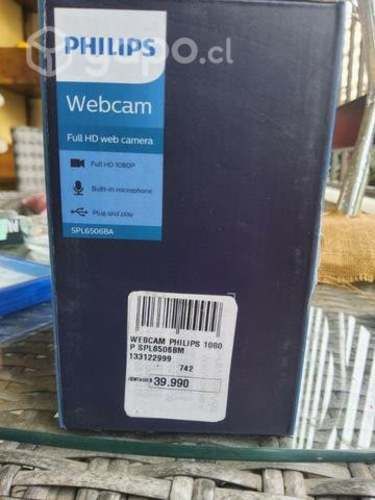 yapo.cl
PHILIPS
Webcam
Full HD web camera
Full HD 1080P
Built-in microphone
Plug and play
SPL6506BA
WEBCAM PHILIPS 1080
P SPL6506BM
133122999
742
39.990